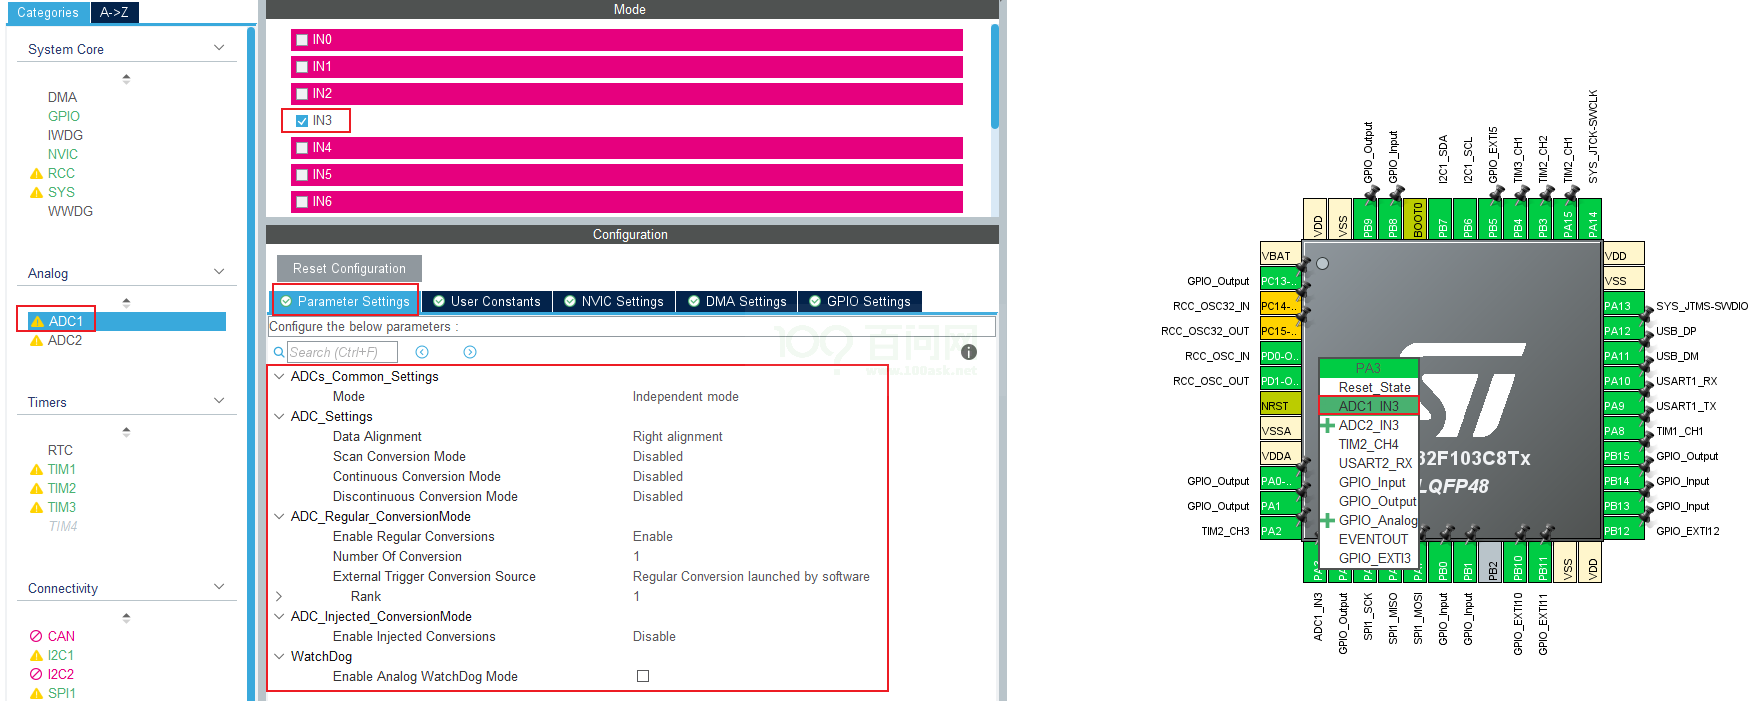 Categories A->Z
System Core
DMA
GPIO
IWDG
NVIC
RCC
SYS
WWDG
Analog
ADC1
ADC2
Timers
RTC
TIM1
TIM2
TIM3
TIM4
Connectivity
CAN
I2C1
I2C2
SPI1
Mode
IN0
IN1
IN2
IN3
IN4
IN5
IN6
Configuration
Reset Configuration
Parameter Settings User Constants NVIC Settings DMA Settings GPIO Settings
Configure the below parameters :
Search (Ctrl+F)
100 百问网
www.100ask.net
ADCs_Common_Settings
Mode Independent mode
ADC_Settings
Data Alignment Right alignment
Scan Conversion Mode Disabled
Continuous Conversion Mode Disabled
Discontinuous Conversion Mode Disabled
ADC_Regular_ConversionMode
Enable Regular Conversions Enable
Number Of Conversion 1
External Trigger Conversion Source Regular Conversion launched by software
Rank 1
ADC_Injected_ConversionMode
Enable Injected Conversions Disable
WatchDog
Enable Analog WatchDog Mode
GPIO_Output
GPIO_Input
I2C1_SDA
I2C1_SCL
GPIO_EXTI5
TIM3_CH1
TIM2_CH2
TIM2_CH1
SYS_JTCK-SWCLK
VDD
VSS
PB9
PB8
BOOT0
PB7
PB6
PB5
PB4
PB3
PA15
PA14
VBAT
GPIO_Output PC13-..
RCC_OSC32_IN PC14-..
RCC_OSC32_OUT PC15-..
RCC_OSC_IN PD0-O..
RCC_OSC_OUT PD1-O..
NRST
VSSA
VDDA
GPIO_Output PA0-..
GPIO_Output PA1
TIM2_CH3 PA2
PA3
Reset_State
ADC1_IN3
ADC2_IN3
TIM2_CH4
USART2_RX
GPIO_Input
GPIO_Output
GPIO_Analog
EVENTOUT
GPIO_EXTI3
32F103C8Tx
LQFP48
VDD
VSS
PA13 SYS_JTMS-SWDIO
PA12 USB_DP
PA11 USB_DM
PA10 USART1_RX
PA9 USART1_TX
PA8 TIM1_CH1
PB15 GPIO_Output
PB14 GPIO_Input
PB13 GPIO_Input
PB12 GPIO_EXTI12
PB0
PB1
PB2
PB10
PB11
VSS
VDD
ADC1_IN3
GPIO_Output
SPI1_SCK
SPI1_MISO
SPI1_MOSI
GPIO_Input
GPIO_Input
GPIO_EXTI10
GPIO_EXTI11